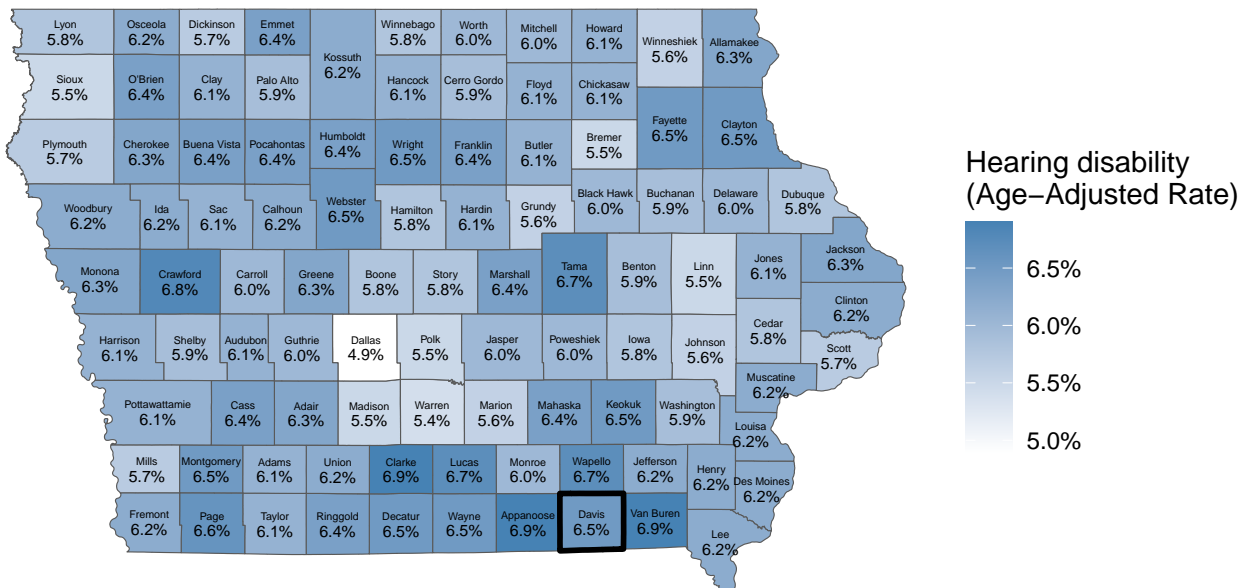 Lyon
5.8%
Osceola
6.2%
Dickinson
5.7%
Emmet
6.4%
Kossuth
6.2%
Winnebago
5.8%
Worth
6.0%
Mitchell
6.0%
Howard
6.1%
Winneshiek
5.6%
Allamakee
6.3%
Sioux
5.5%
O'Brien
6.4%
Clay
6.1%
Palo Alto
5.9%
Hancock
6.1%
Cerro Gordo
5.9%
Floyd
6.1%
Chickasaw
6.1%
Plymouth
5.7%
Cherokee
6.3%
Buena Vista
6.4%
Pocahontas
6.4%
Humboldt
6.4%
Wright
6.5%
Franklin
6.4%
Butler
6.1%
Bremer
5.5%
Fayette
6.5%
Clayton
6.5%
Woodbury
6.2%
Ida
6.2%
Sac
6.1%
Calhoun
6.2%
Webster
6.5%
Hamilton
5.8%
Hardin
6.1%
Grundy
5.6%
Black Hawk
6.0%
Buchanan
5.9%
Delaware
6.0%
Dubuque
5.8%
Monona
6.3%
Crawford
6.8%
Carroll
6.0%
Greene
6.3%
Boone
5.8%
Story
5.8%
Marshall
6.4%
Tama
6.7%
Benton
5.9%
Linn
5.5%
Jones
6.1%
Jackson
6.3%
Clinton
6.2%
Harrison
6.1%
Shelby
5.9%
Audubon
6.1%
Guthrie
6.0%
Dallas
4.9%
Polk
5.5%
Jasper
6.0%
Poweshiek
6.0%
Iowa
5.8%
Johnson
5.6%
Cedar
5.8%
Scott
5.7%
Muscatine
6.2%
Pottawattamie
6.1%
Cass
6.4%
Adair
6.3%
Madison
5.5%
Warren
5.4%
Marion
5.6%
Mahaska
6.4%
Keokuk
6.5%
Washington
5.9%
Louisa
6.2%
Mills
5.7%
Montgomery
6.5%
Adams
6.1%
Union
6.2%
Clarke
6.9%
Lucas
6.7%
Monroe
6.0%
Wapello
6.7%
Jefferson
6.2%
Henry
6.2%
Des Moines
6.2%
Fremont
6.2%
Page
6.6%
Taylor
6.1%
Ringgold
6.4%
Decatur
6.5%
Wayne
6.5%
Appanoose
6.9%
Davis
6.5%
Van Buren
6.9%
Lee
6.2%
Hearing disability
(Age−Adjusted Rate)
6.5%
6.0%
5.5%
5.0%